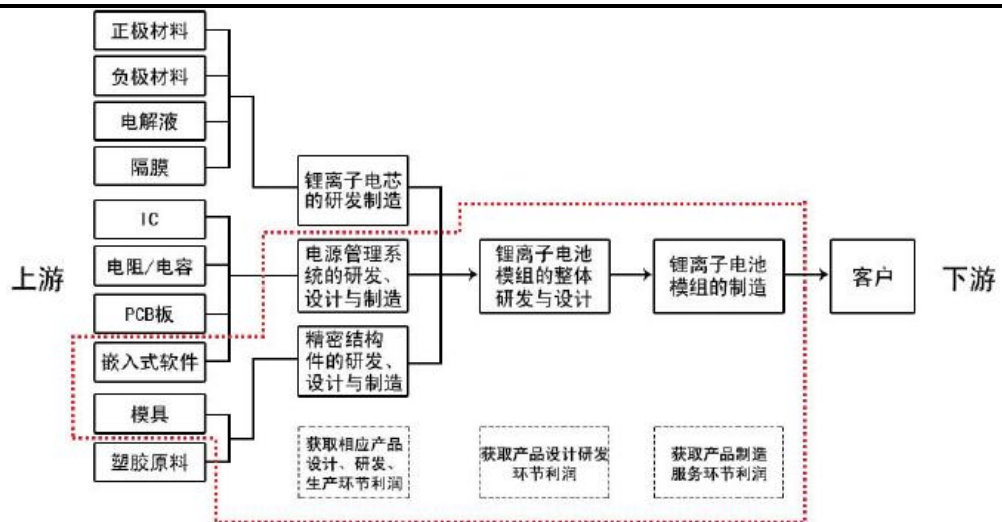 正极材料
负极材料
电解液
隔膜
IC
电阻/电容
PCB板
嵌入式软件
模具
塑胶原料
上游
锂离子电芯
的研发制造
电源管理系
统的研发、
设计与制造
精密结构
件的研发、
设计与制造
锂离子电池
模组的整体
研发与设计
锂离子电池
模组的制造
客户
下游
获取相应产品
设计、研发、
生产环节利润
获取产品设计研发
环节利润
获取产品制造
服务环节利润